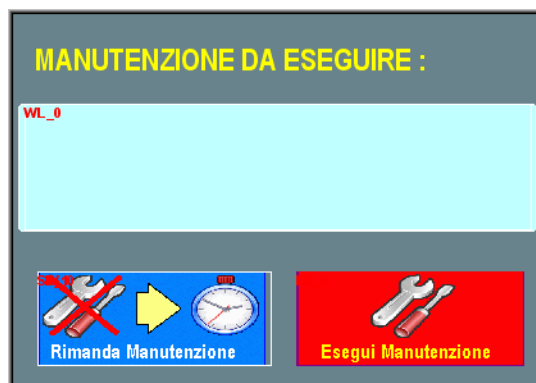 MANUTENZIONE DA ESEGUIRE :
WL_0
Rimanda Manutenzione
Esegui Manutenzione